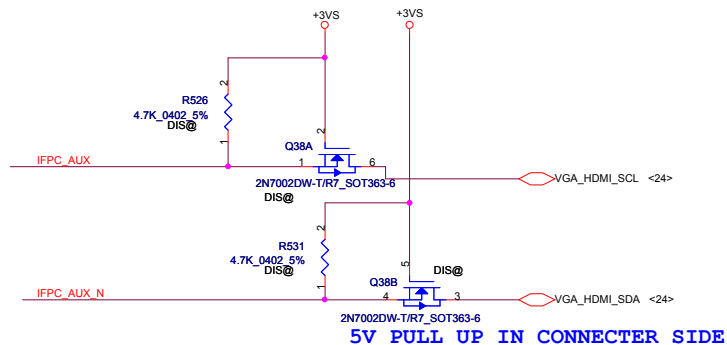 +3VS
+3VS
2
R526
4.7K_0402_5%
DIS@
1
2
Q38A
IFPC_AUX
1
6
2N7002DW-T/R7_SOT363-6
DIS@
VGA_HDMI_SCL <24>
2
R531
4.7K_0402_5%
DIS@
1
5
Q38B
DIS@
IFPC_AUX_N
4
3
VGA_HDMI_SDA <24>
2N7002DW-T/R7_SOT363-6
5V PULL UP IN CONNECTER SIDE